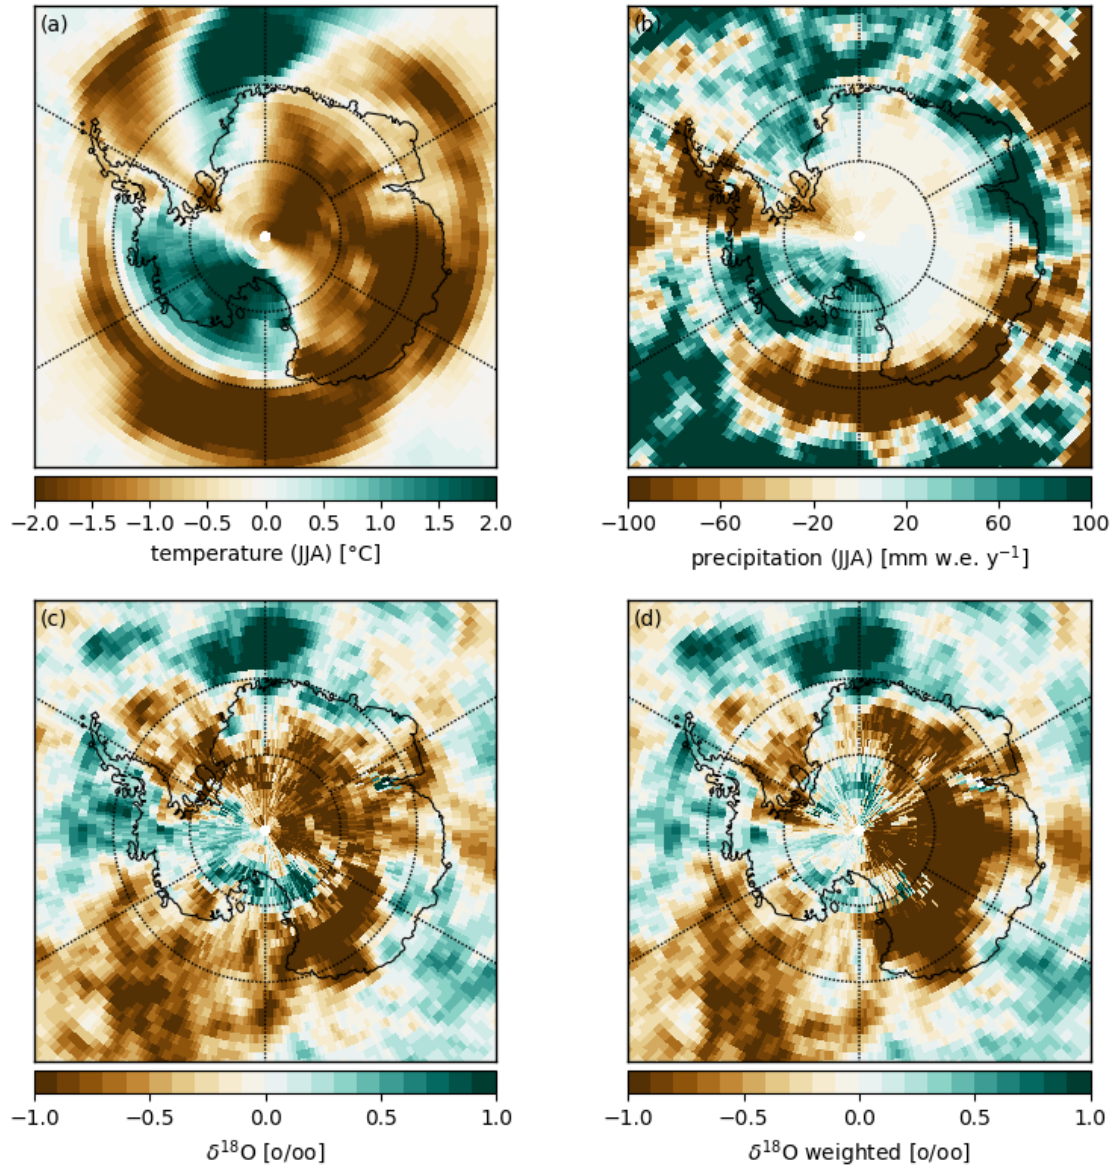 (a)
(b)
−2.0 −1.5 −1.0 −0.5 0.0 0.5 1.0 1.5 2.0
temperature (JJA) [°C]
−100 −60 −20 20 60 100
precipitation (JJA) [mm w.e. y⁻¹]
(c)
(d)
−1.0 −0.5 0.0 0.5 1.0
δ¹⁸O [o/oo]
−1.0 −0.5 0.0 0.5 1.0
δ¹⁸O weighted [o/oo]